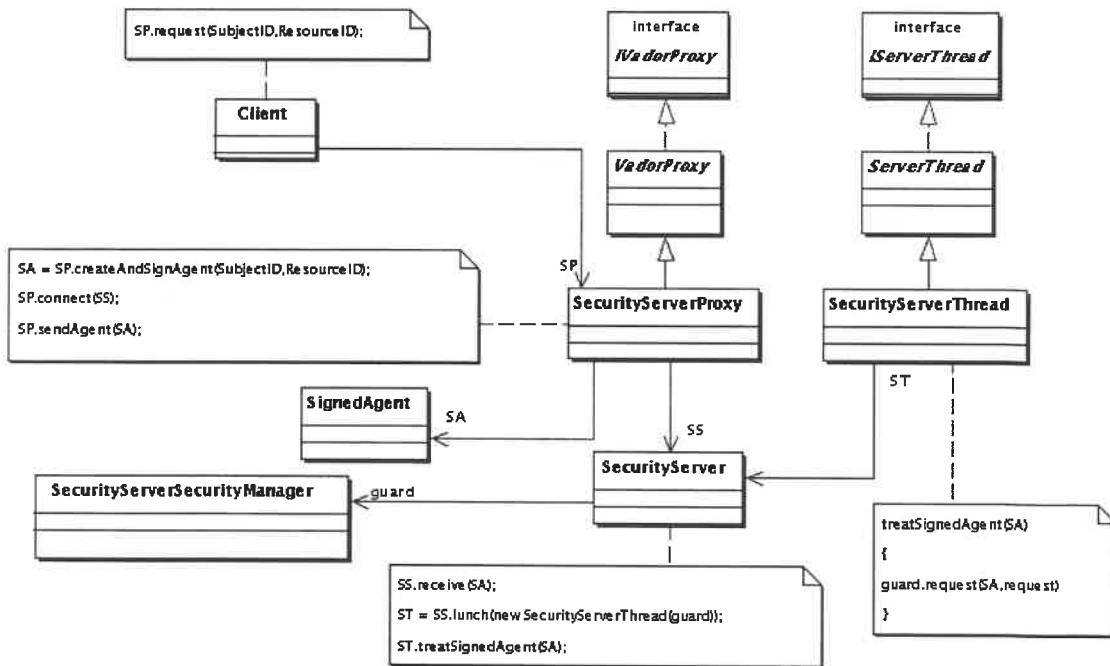 SP.request(SubjectID,ResourceID);
interface
IVadorProxy
interface
IServerThread
Client
VadorProxy
ServerThread
SA = SP.createAndSignAgent(SubjectID,ResourceID);
SP.connect(SS);
SP.sendAgent(SA);
SP
SecurityServerProxy
SecurityServerThread
ST
SignedAgent
SA
SS
SecurityServer
SecurityServerSecurityManager
guard
treatSignedAgent(SA)
{
guard.request(SA,request)
}
SS.receive(SA);
ST = SS.lunch(new SecurityServerThread(guard));
ST.treatSignedAgent(SA);